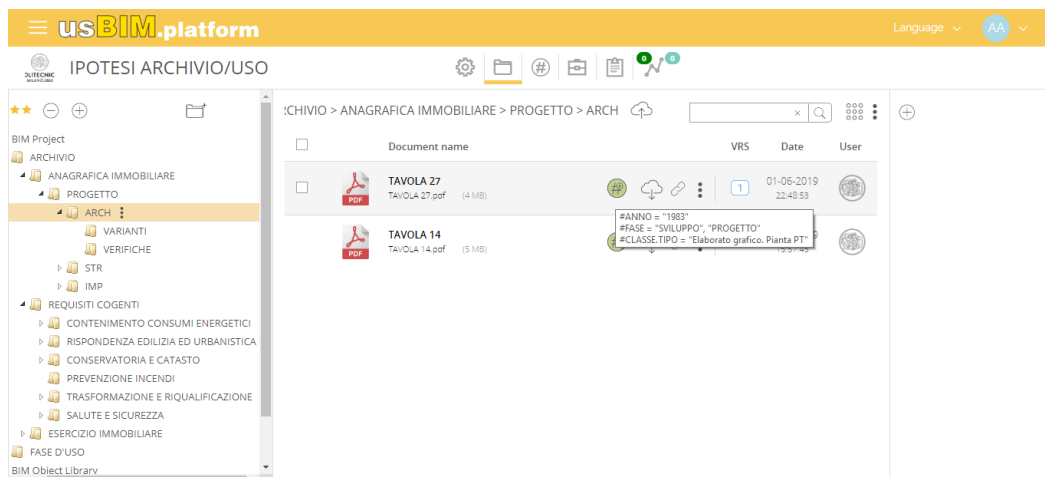 usBIM.platform
Language
AA
IPOTESI ARCHIVIO/USO
0
0
:CHIVIO > ANAGRAFICA IMMOBILIARE > PROGETTO > ARCH
BIM Project
ARCHIVIO
ANAGRAFICA IMMOBILIARE
PROGETTO
ARCH
VARIANTI
VERIFICHE
STR
IMP
REQUISITI COGENTI
CONTENIMENTO CONSUMI ENERGETICI
RISPONDENZA EDILIZIA ED URBANISTICA
CONSERVATORIA E CATASTO
PREVENZIONE INCENDI
TRASFORMAZIONE E RIQUALIFICAZIONE
SALUTE E SICUREZZA
ESERCIZIO IMMOBILIARE
FASE D'USO
BIM Object Library
Document name VRS Date User
TAVOLA 27
TAVOLA 27.pdf (4 MB)
PDF
1
01-06-2019
22:48:53
#ANNO = "1983"
#FASE = "SVILUPPO", "PROGETTO"
#CLASSE.TIPO = "Elaborato grafico. Pianta PT"
TAVOLA 14
TAVOLA 14.pdf (5 MB)
PDF